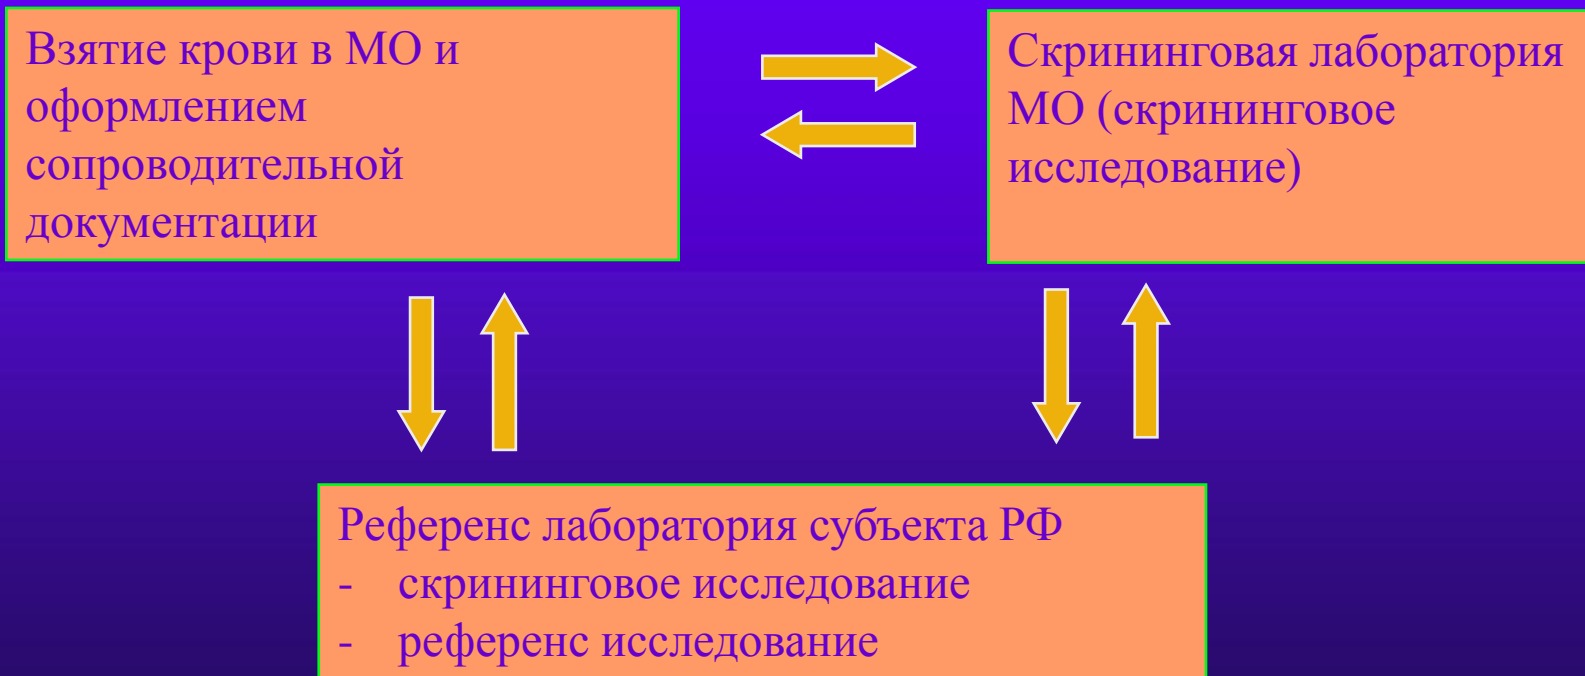 Взятие крови в МО и
оформлением
сопроводительной
документации
Скрининговая лаборатория
МО (скрининговое
исследование)
Референс лаборатория субъекта РФ
- скрининговое исследование
- референс исследование